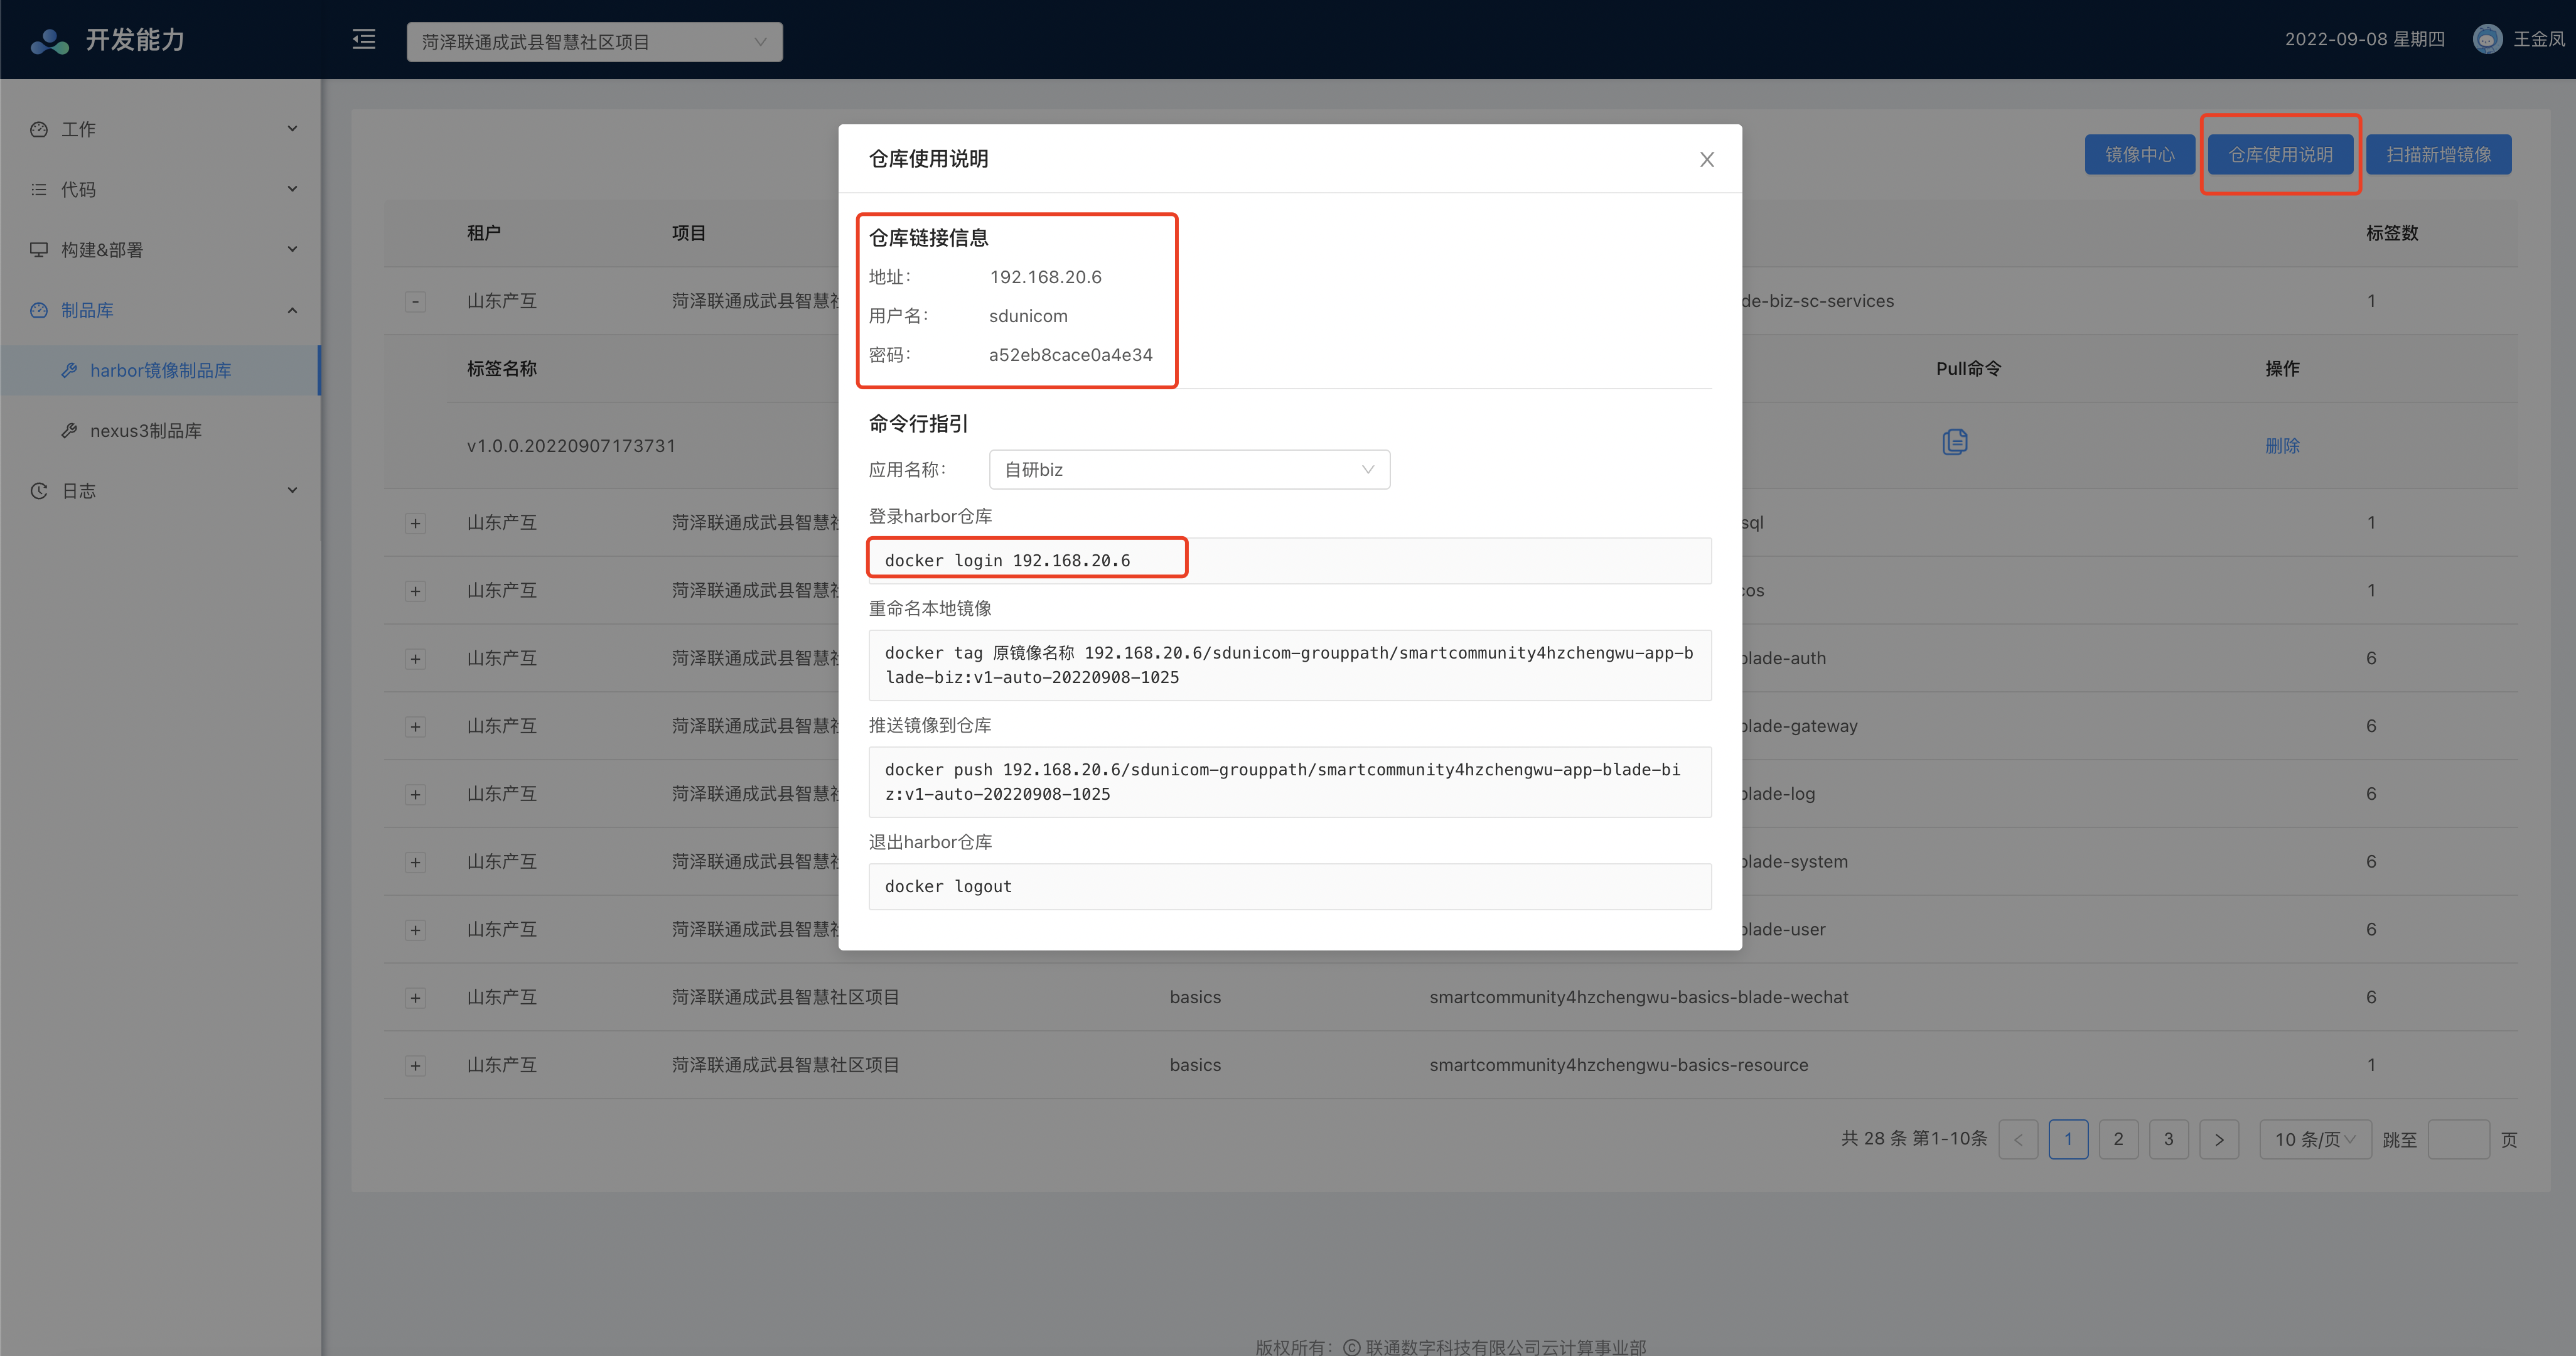 开发能力
菏泽联通成武县智慧社区项目
2022-09-08 星期四
王金凤
工作
代码
构建&部署
制品库
harbor镜像制品库
nexus3制品库
日志
镜像中心
仓库使用说明
扫描新增镜像
租户 项目 标签数
山东产互 菏泽联通成武县智慧 de-biz-sc-services 1
标签名称 Pull命令 操作
v1.0.0.20220907173731 删除
山东产互 菏泽联通成武县智慧 sql 1
山东产互 菏泽联通成武县智慧 cos 1
山东产互 菏泽联通成武县智慧 blade-auth 6
山东产互 菏泽联通成武县智慧 blade-gateway 6
山东产互 菏泽联通成武县智慧 blade-log 6
山东产互 菏泽联通成武县智慧 blade-system 6
山东产互 菏泽联通成武县智慧 blade-user 6
山东产互 菏泽联通成武县智慧社区项目 basics smartcommunity4hzchengwu-basics-blade-wechat 6
山东产互 菏泽联通成武县智慧社区项目 basics smartcommunity4hzchengwu-basics-resource 1
共 28 条 第1-10条 < 1 2 3 > 10 条/页 跳至 页
仓库使用说明
仓库链接信息
地址: 192.168.20.6
用户名: sdunicom
密码: a52eb8cace0a4e34
命令行指引
应用名称: 自研biz
登录harbor仓库
docker login 192.168.20.6
重命名本地镜像
docker tag 原镜像名称 192.168.20.6/sdunicom-grouppath/smartcommunity4hzchengwu-app-b
lade-biz:v1-auto-20220908-1025
推送镜像到仓库
docker push 192.168.20.6/sdunicom-grouppath/smartcommunity4hzchengwu-app-blade-bi
z:v1-auto-20220908-1025
退出harbor仓库
docker logout
版权所有: © 联通数字科技有限公司云计算事业部